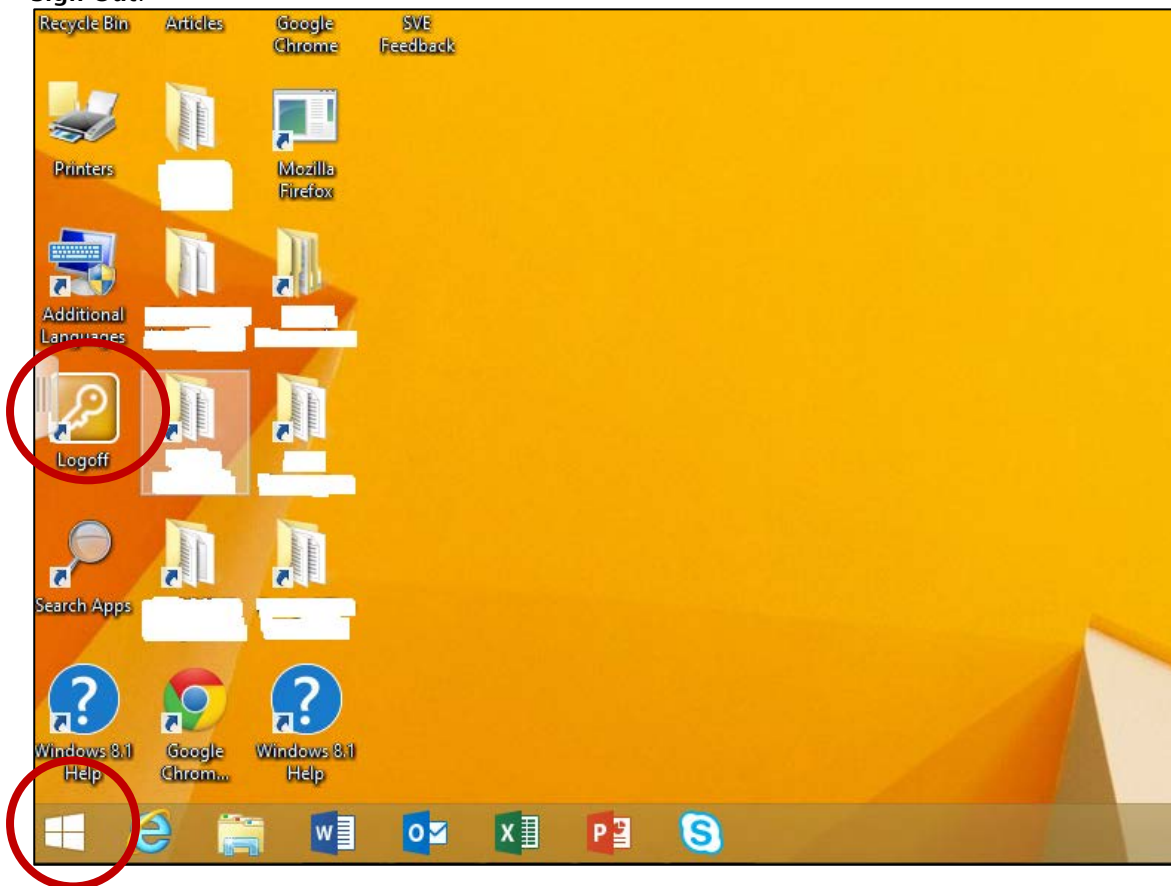 Sign Out.
Recycle Bin
Articles
Google
Chrome
SVE
Feedback
Printers
Mozilla
Firefox
Additional
Languages
Logoff
Search Apps
Windows 8.1
Help
Google
Chrom...
Windows 8.1
Help